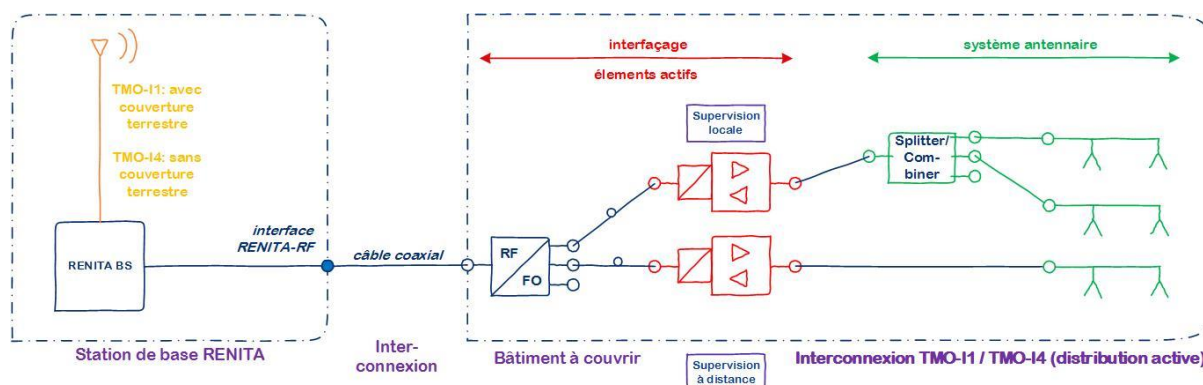 interfaçage
élements actifs
système antennaire
TMO-I1: avec
couverture
terrestre
TMO-I4: sans
couverture
terrestre
Supervision
locale
Splitter/
Com-
biner
interface
RENITA-RF
câble coaxial
RENITA BS
RF
FO
Station de base RENITA
Inter-
connexion
Bâtiment à couvrir
Supervision
à distance
Interconnexion TMO-I1 / TMO-I4 (distribution active)